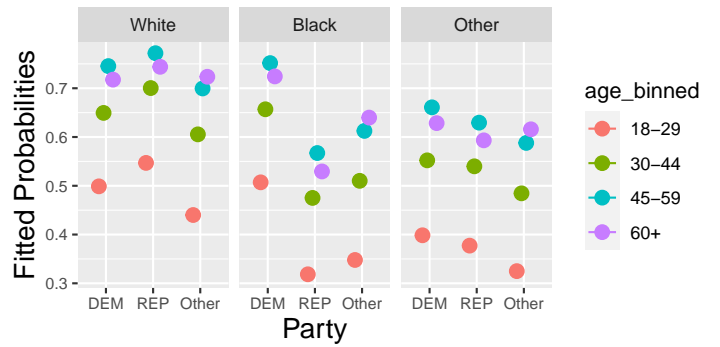 White Black Other
Fitted Probabilities
0.7
0.6
0.5
0.4
0.3
DEM REP Other DEM REP Other DEM REP Other
Party
age_binned
18−29
30−44
45−59
60+